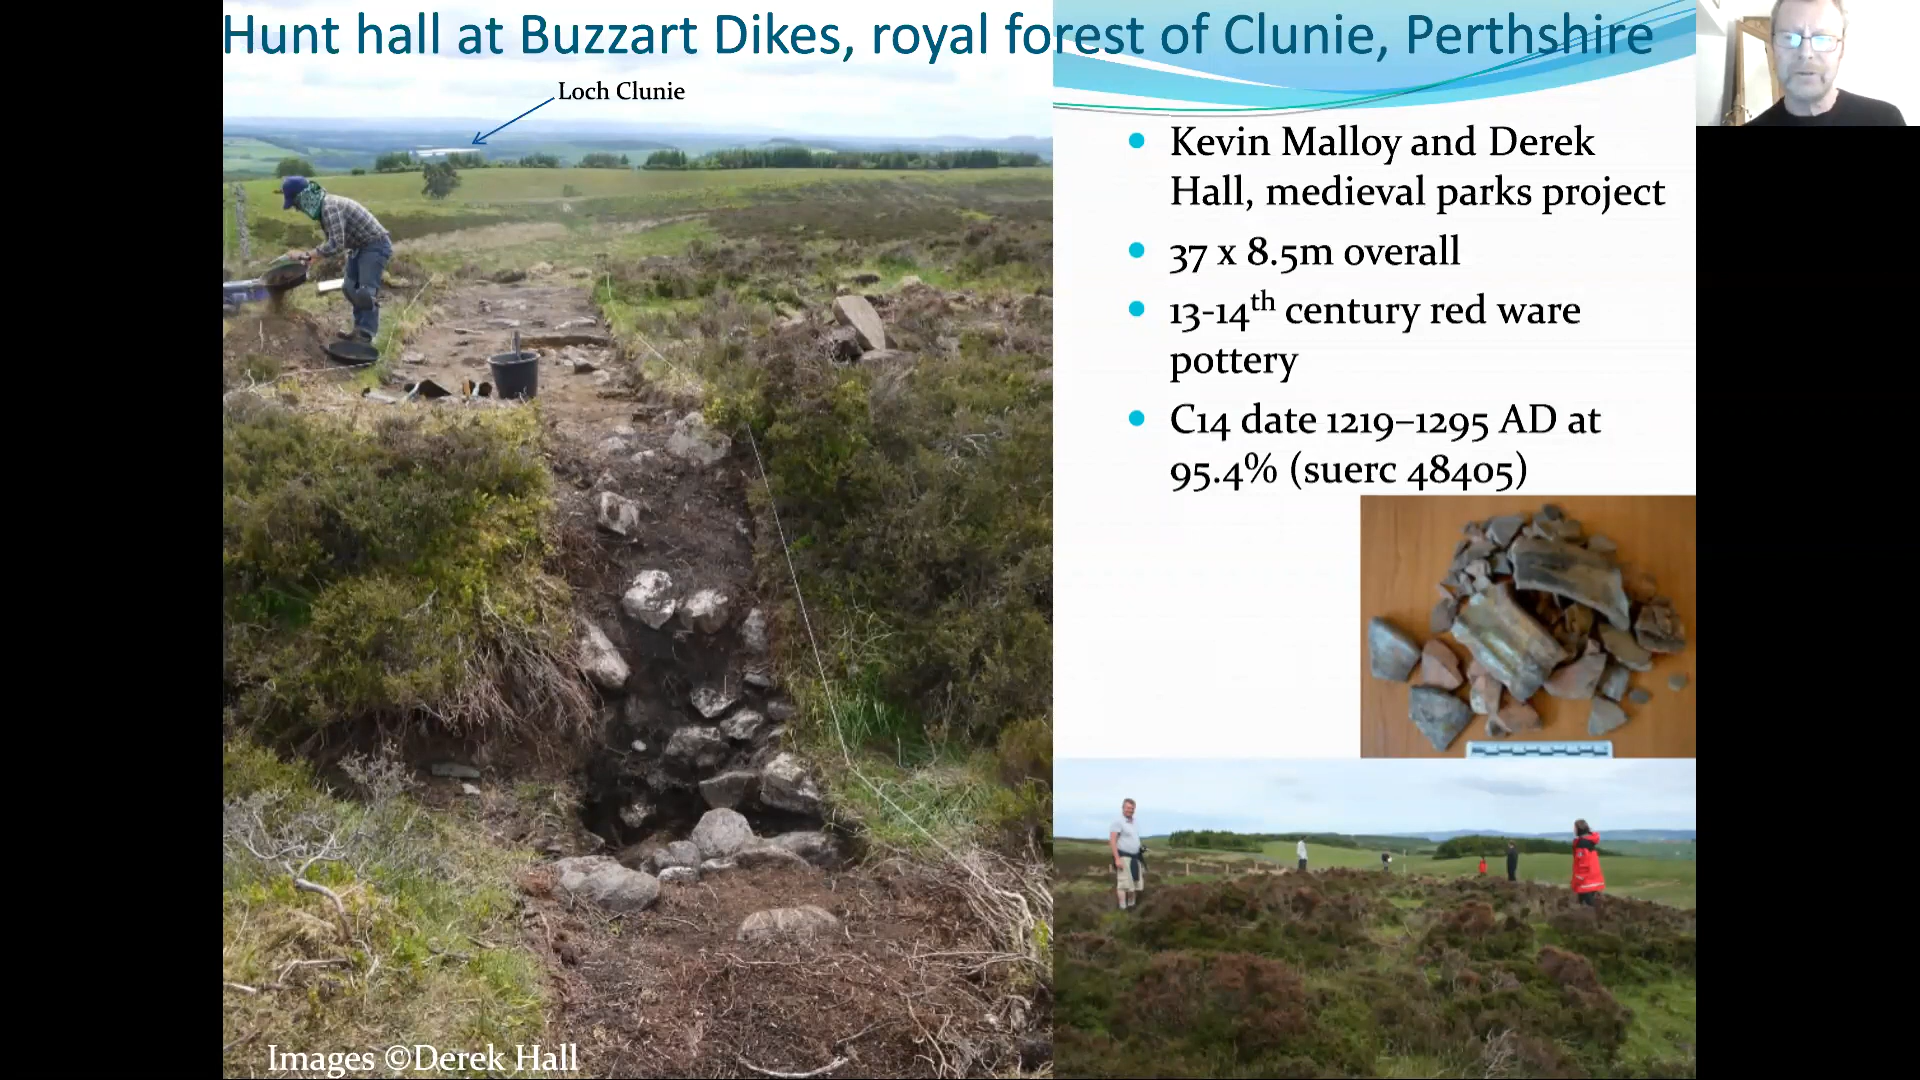 Hunt hall at Buzzart Dikes, royal forest of Clunie, Perthshire
Loch Clunie
• Kevin Malloy and Derek
Hall, medieval parks project
• 37 x 8.5m overall
• 13-14th century red ware
pottery
• C14 date 1219–1295 AD at
95.4% (suerc 48405)
Images ©Derek Hall